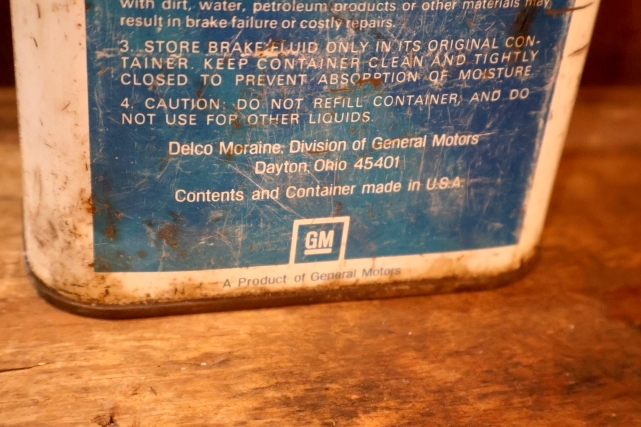 with dirt, water, petroleum products or other materials may
result in brake failure or costly repairs.
3. STORE BRAKE FLUID ONLY IN ITS ORIGINAL CON-
TAINER. KEEP CONTAINER CLEAN AND TIGHTLY
CLOSED TO PREVENT ABSORPTION OF MOISTURE.
4. CAUTION: DO NOT REFILL CONTAINER, AND DO
NOT USE FOR OTHER LIQUIDS.
Delco Moraine, Division of General Motors
Dayton, Ohio 45401
Contents and Container made in U.S.A.
GM
A Product of General Motors